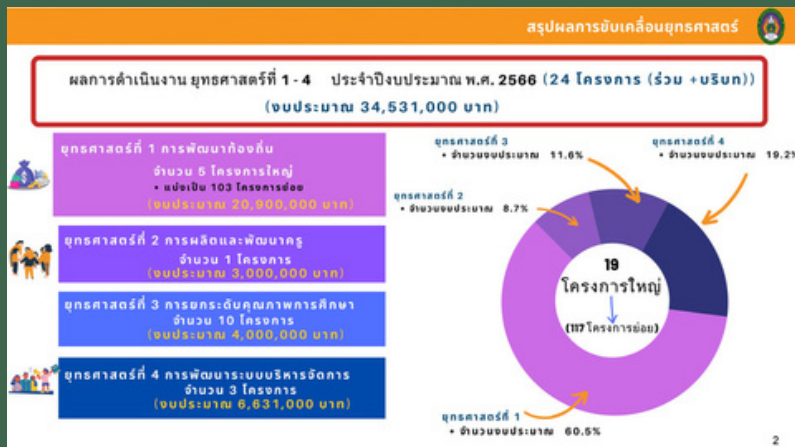 สรุปผลการขับเคลื่อนยุทธศาสตร์
ผลการดำเนินงาน ยุทธศาสตร์ที่ 1 - 4 ประจำปีงบประมาณ พ.ศ. 2566 (24 โครงการ (ร่วม +บริบท))
(งบประมาณ 34,531,000 บาท)
ยุทธศาสตร์ที่ 1 การพัฒนาท้องถิ่น
จำนวน 5 โครงการใหญ่
• แบ่งเป็น 103 โครงการย่อย
(งบประมาณ 20,900,000 บาท)
ยุทธศาสตร์ที่ 2 การผลิตและพัฒนาครู
จำนวน 1 โครงการ
(งบประมาณ 3,000,000 บาท)
ยุทธศาสตร์ที่ 3 การยกระดับคุณภาพการศึกษา
จำนวน 10 โครงการ
(งบประมาณ 4,000,000 บาท)
ยุทธศาสตร์ที่ 4 การพัฒนาระบบบริหารจัดการ
จำนวน 3 โครงการ
(งบประมาณ 6,631,000 บาท)
ยุทธศาสตร์ที่ 3
• จำนวนงบประมาณ 11.6%
ยุทธศาสตร์ที่ 4
• จำนวนงบประมาณ 19.2%
ยุทธศาสตร์ที่ 2
• จำนวนงบประมาณ 8.7%
19
โครงการใหญ่
(117 โครงการย่อย)
ยุทธศาสตร์ที่ 1
• จำนวนงบประมาณ 60.5%
2